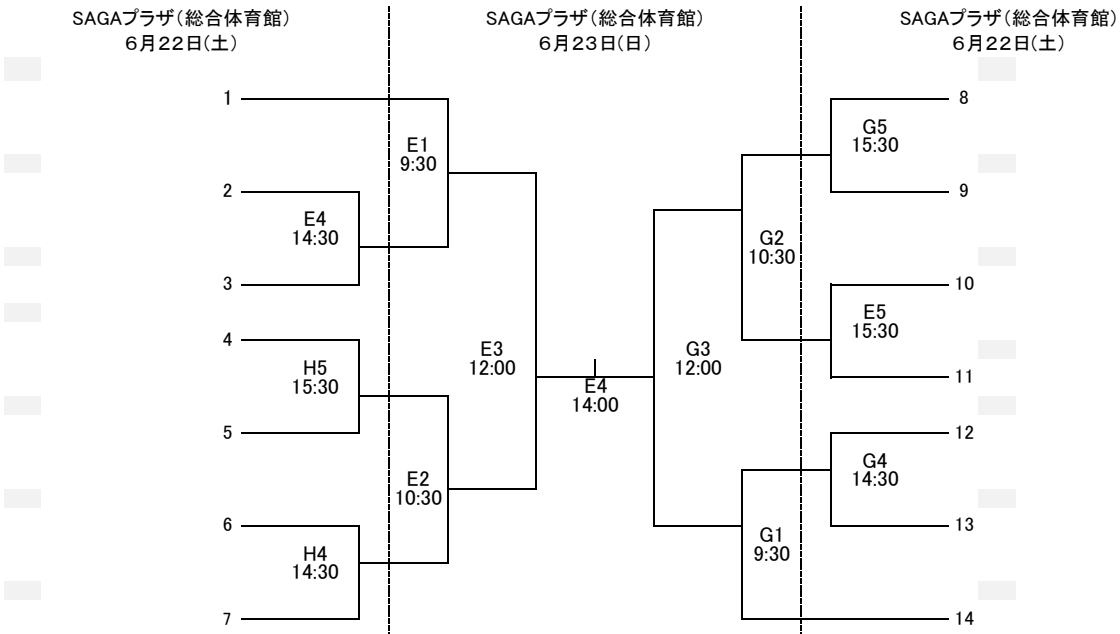 SAGAプラザ（総合体育館）
６月２２日（土）
SAGAプラザ（総合体育館）
６月２３日（日）
SAGAプラザ（総合体育館）
６月２２日（土）
1
E1
9:30
2
E4
14:30
3
4
H5
15:30
5
E2
10:30
6
H4
14:30
7
E3
12:00
E4
14:00
G3
12:00
G2
10:30
G1
9:30
8
G5
15:30
9
10
E5
15:30
11
12
G4
14:30
13
14